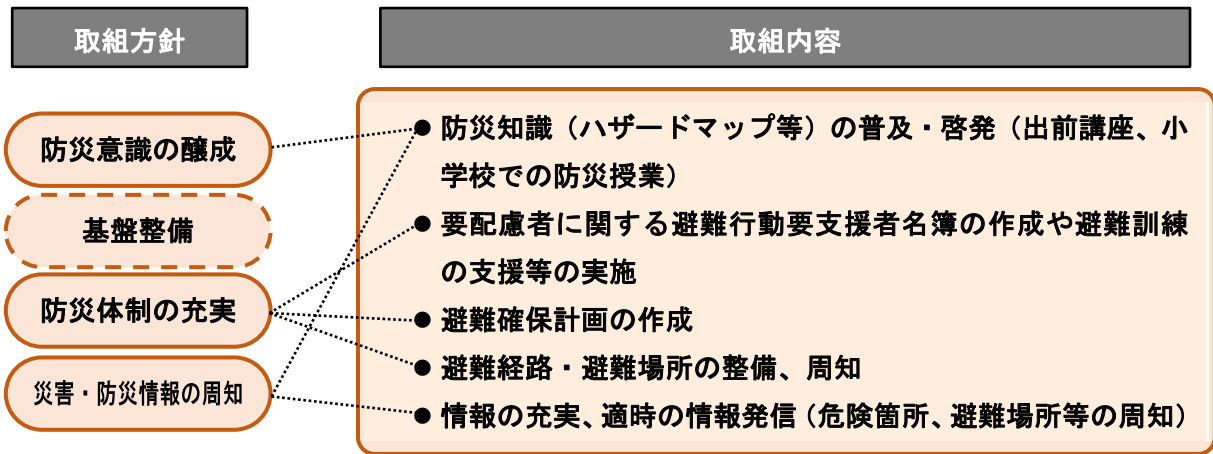 取組方針
取組内容
防災意識の醸成
基盤整備
防災体制の充実
災害・防災情報の周知
● 防災知識（ハザードマップ等）の普及・啓発（出前講座、小
学校での防災授業）
● 要配慮者に関する避難行動要支援者名簿の作成や避難訓練
の支援等の実施
● 避難確保計画の作成
● 避難経路・避難場所の整備、周知
● 情報の充実、適時の情報発信（危険箇所、避難場所等の周知）